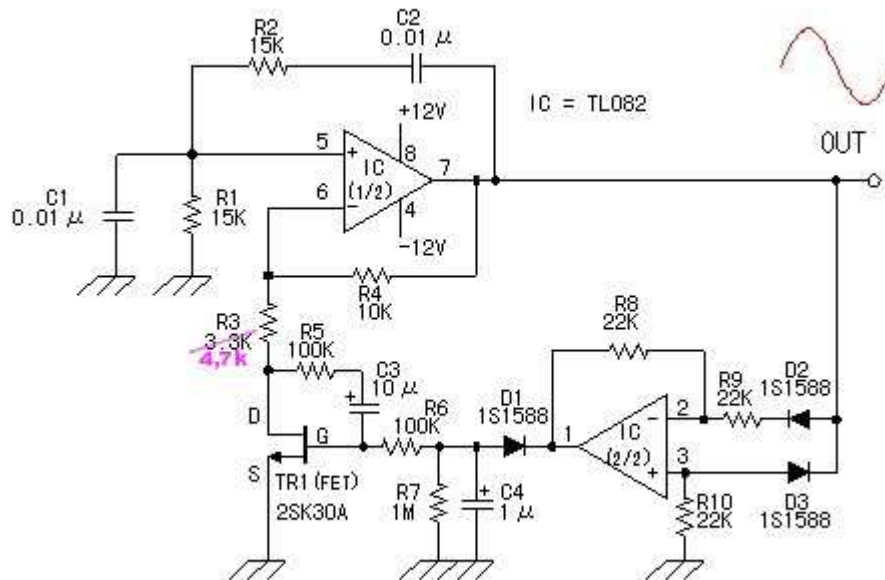 R2
15K
C2
0.01 μ
IC = TL082
+12V
OUT
5
+
8
7
IC
(1/2)
6
−
4
C1
0.01 μ
R1
15K
-12V
R4
10K
R8
22K
R3
3.3K
4,7k
R5
100K
C3
+
10 μ
R6
100K
D1
1S1588
R9
22K
D2
1S1588
D
G
S
1
IC
(2/2)
−
2
+
3
TR1(FET)
2SK30A
R7
1M
+
C4
1 μ
R10
22K
D3
1S1588